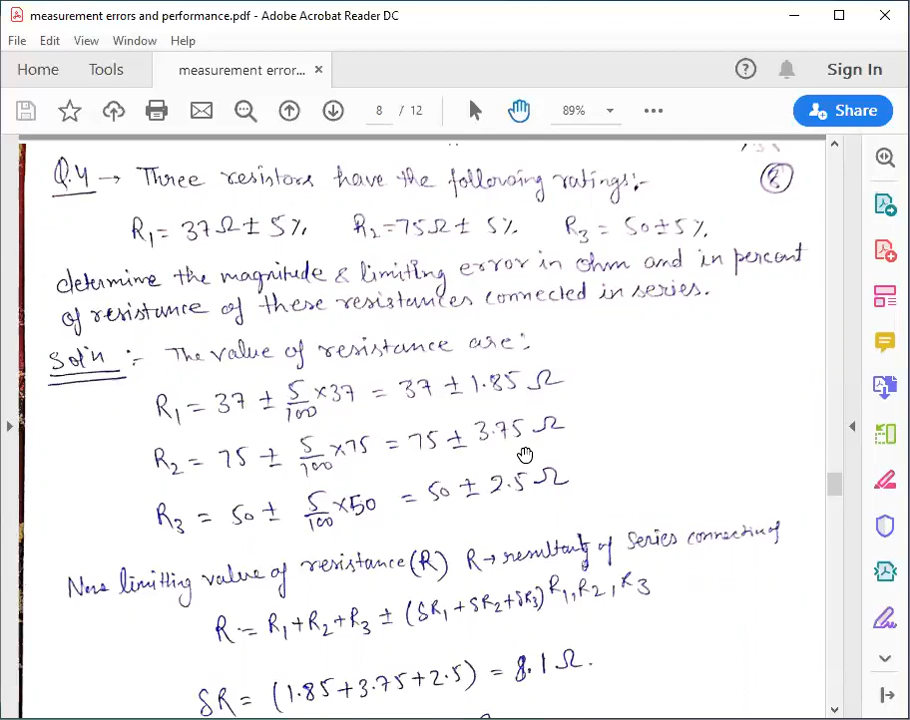 measurement errors and performance.pdf - Adobe Acrobat Reader DC
File Edit View Window Help
Home Tools measurement error... × Sign In
8 / 12 89% Share
Q.4 → Three resistors have the following ratings:- (8)
R₁ = 37Ω ± 5% R₂ = 75Ω ± 5% R₃ = 50 ± 5%
determine the magnitude & limiting error in ohm and in percent
of resistance of these resistances connected in series.
Sol'n :- The value of resistance are:
R₁ = 37 ± 5/100 × 37 = 37 ± 1.85 Ω
R₂ = 75 ± 5/100 × 75 = 75 ± 3.75 Ω
R₃ = 50 ± 5/100 × 50 = 50 ± 2.5 Ω
Now limitting value of resistance (R) R → resultant of series connection of
R = R₁ + R₂ + R₃ ± (δR₁ + δR₂ + δR₃) R₁, R₂, R₃
δR = (1.85 + 3.75 + 2.5) = 8.1 Ω.